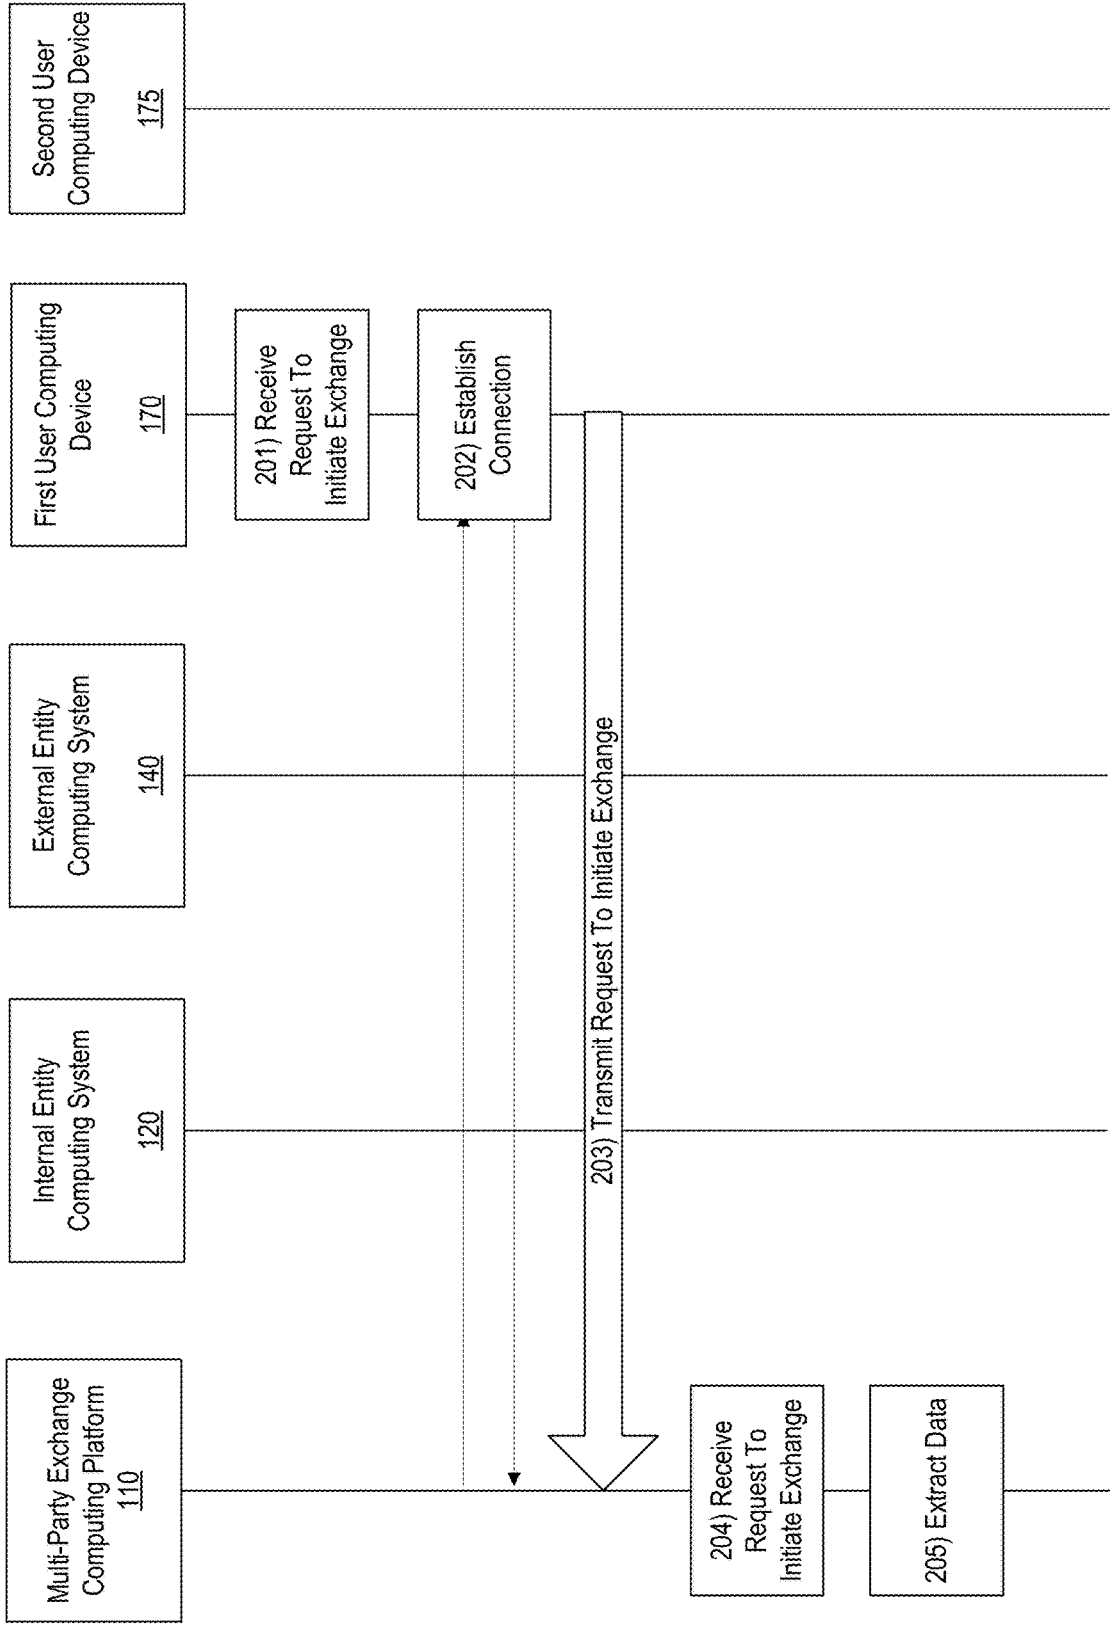 Multi-Party Exchange
Computing Platform
110
Internal Entity
Computing System
120
External Entity
Computing System
140
First User Computing
Device
170
Second User
Computing Device
175
201) Receive
Request To
Initiate Exchange
202) Establish
Connection
203) Transmit Request To Initiate Exchange
204) Receive
Request To
Initiate Exchange
205) Extract Data